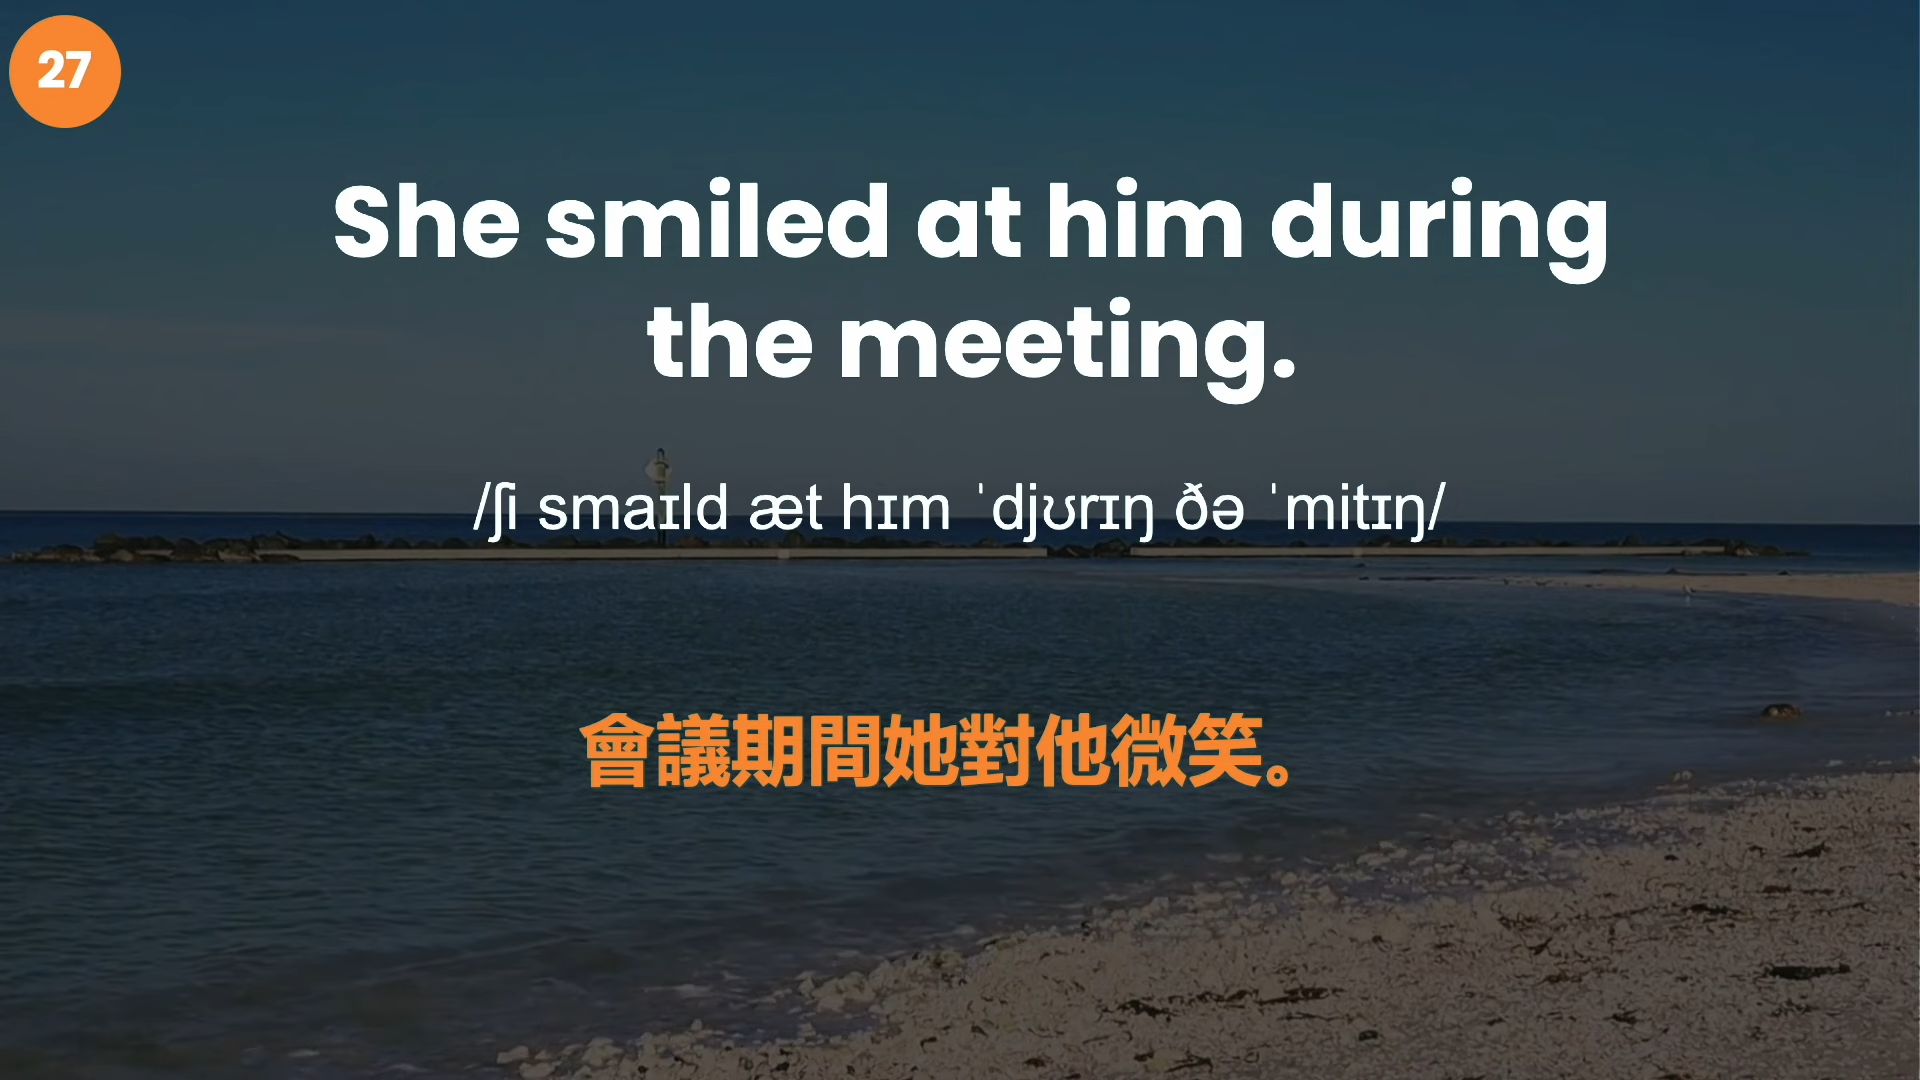 27
She smiled at him during
the meeting.
/ʃi smaɪld æt hɪm ˈdjʊrɪŋ ðə ˈmitɪŋ/
會議期間她對他微笑。